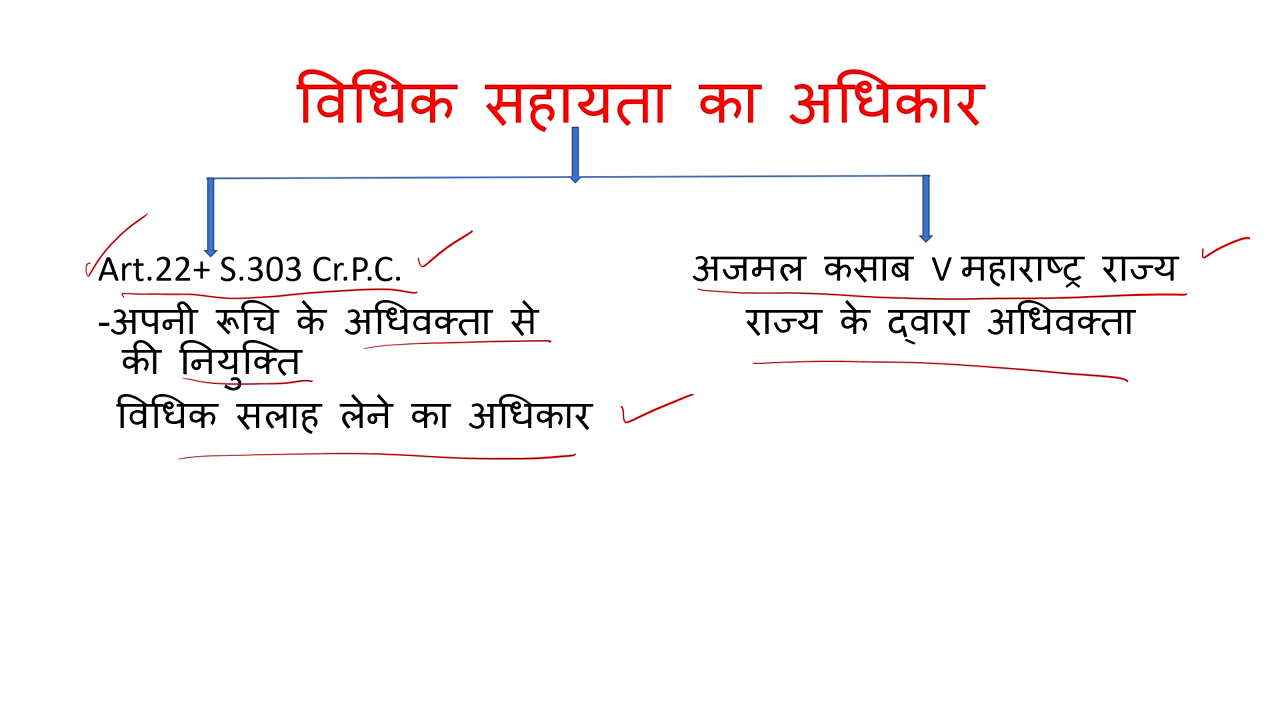 विधिक सहायता का अधिकार
Art.22+ S.303 Cr.P.C.
-अपनी रूचि के अधिवक्ता से
की नियुक्ति
विधिक सलाह लेने का अधिकार
अजमल कसाब V महाराष्ट्र राज्य
राज्य के द्वारा अधिवक्ता